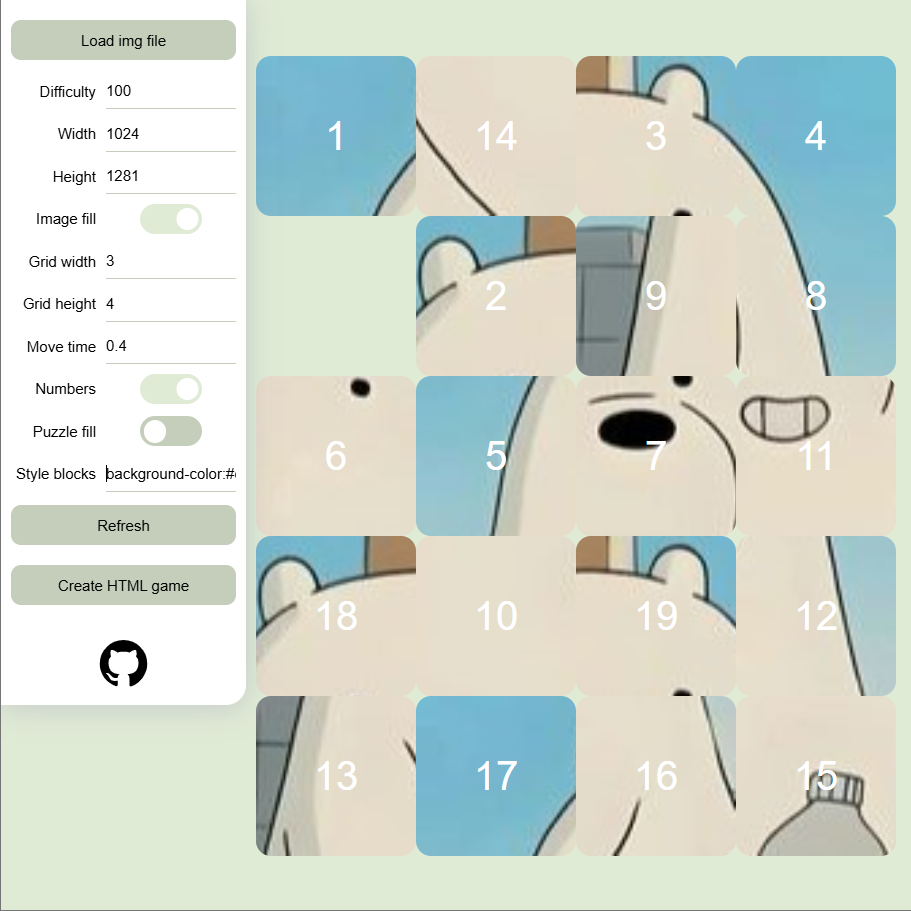 Load img file
Difficulty 100
Width 1024
Height 1281
Image fill
Grid width 3
Grid height 4
Move time 0.4
Numbers
Puzzle fill
Style blocks background-color:#
Refresh
Create HTML game
1 14 3 4
2 9 8
6 5 7 11
18 10 19 12
13 17 16 15